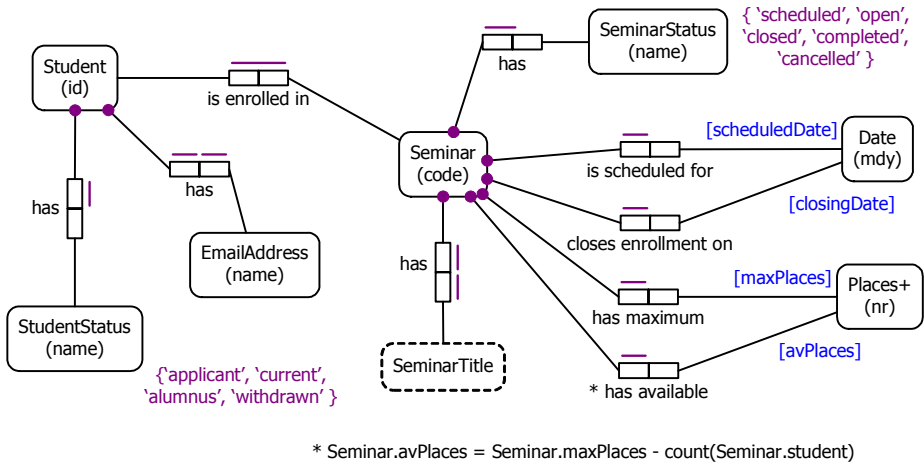 { ‘scheduled’, ‘open’,
‘closed’, ‘completed’,
‘cancelled’ }
SeminarStatus
(name)
has
Student
(id)
is enrolled in
[scheduledDate]
Date
(mdy)
Seminar
(code)
is scheduled for
has
has
[closingDate]
EmailAddress
(name)
has
closes enrollment on
[maxPlaces]
Places+
(nr)
has maximum
StudentStatus
(name)
[avPlaces]
SeminarTitle
{‘applicant’, ‘current’,
‘alumnus’, ‘withdrawn’ }
* has available
* Seminar.avPlaces = Seminar.maxPlaces - count(Seminar.student)